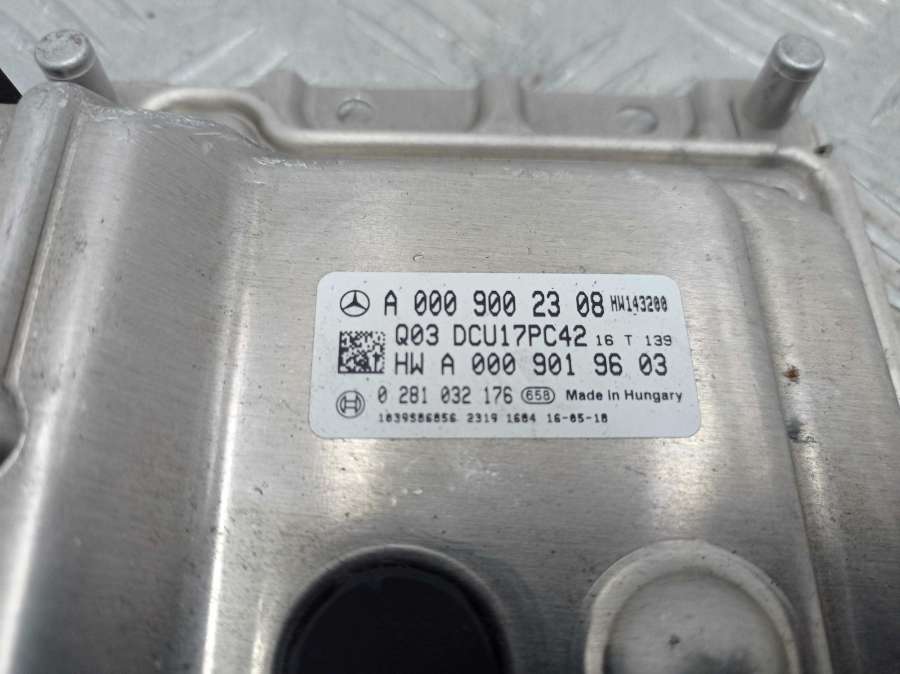 A 000 900 23 08 HW143200
Q03 DCU17PC42 16 T 139
HW A 000 901 96 03
0 281 032 176 658 Made in Hungary
1039S86856 2319 1684 16-05-18